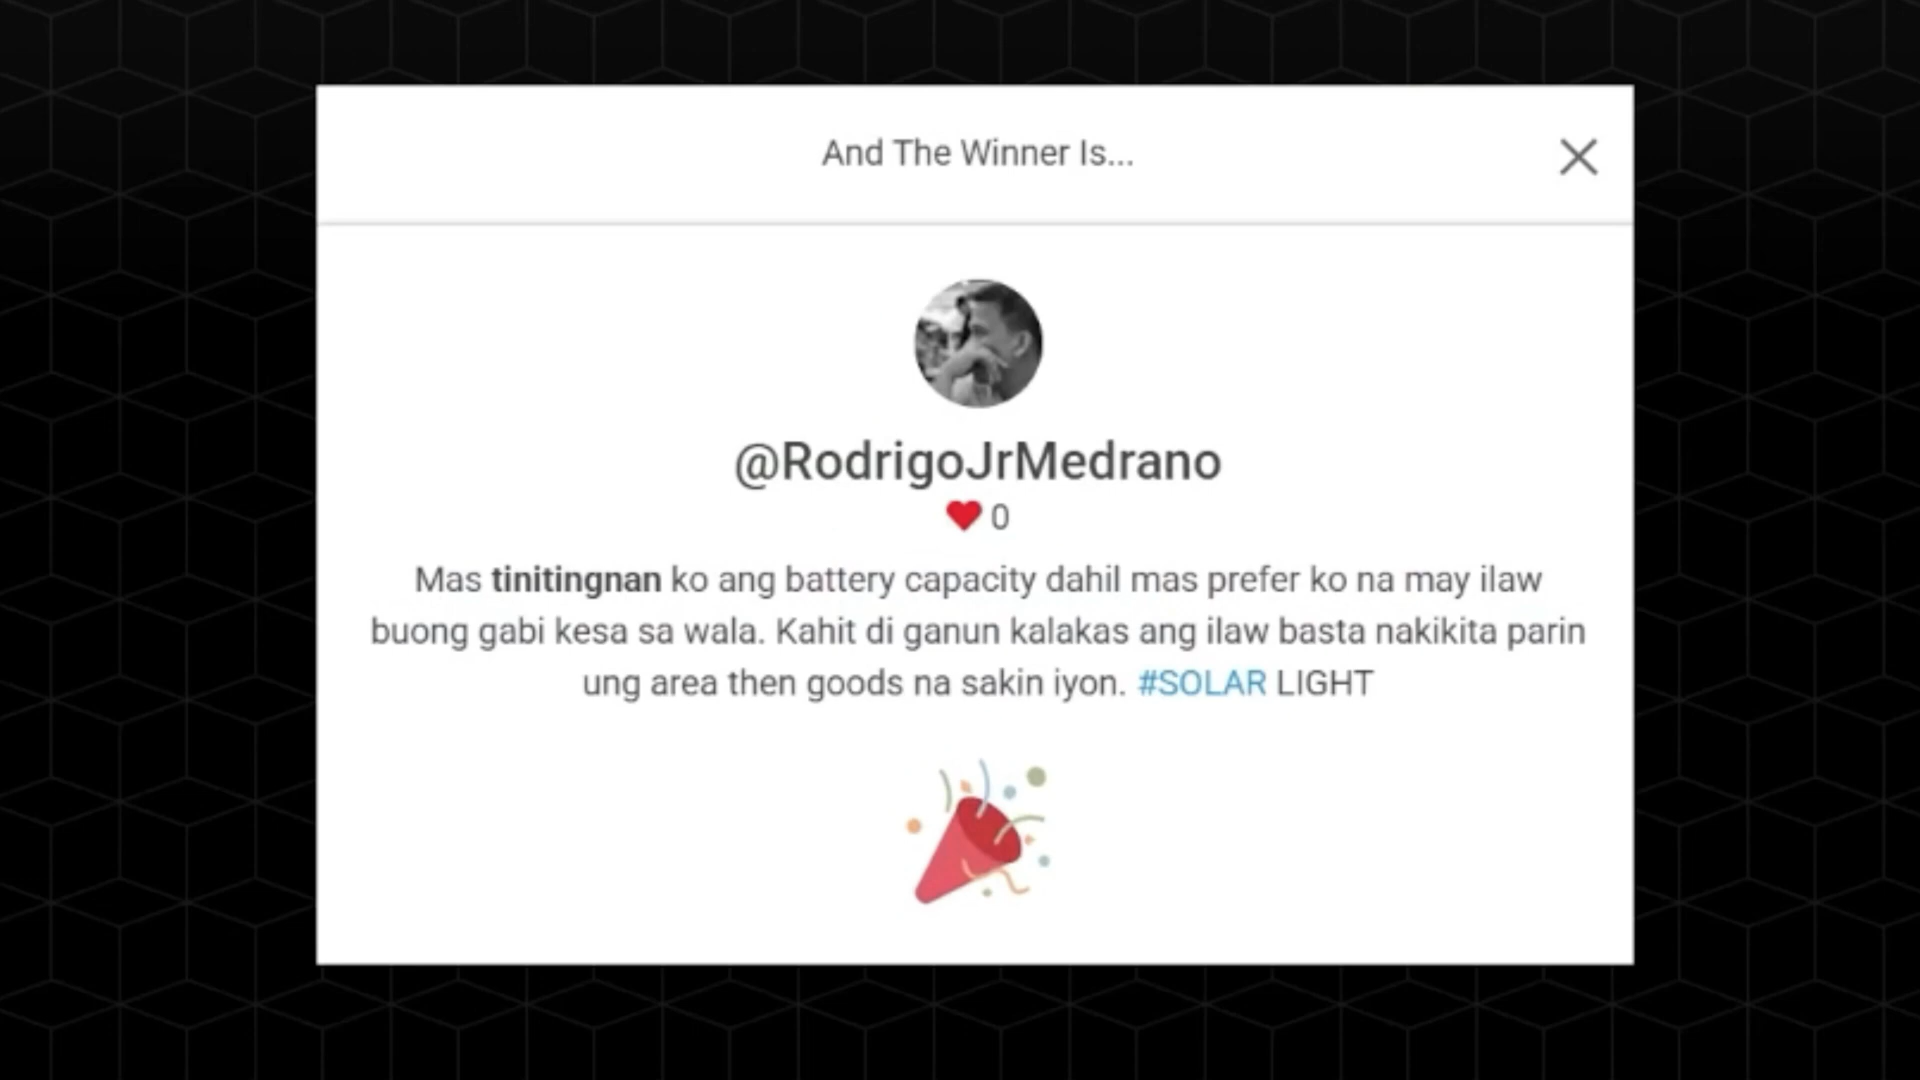 And The Winner Is...
@RodrigoJrMedrano
0
Mas tinitingnan ko ang battery capacity dahil mas prefer ko na may ilaw
buong gabi kesa sa wala. Kahit di ganun kalakas ang ilaw basta nakikita parin
ung area then goods na sakin iyon. #SOLAR LIGHT